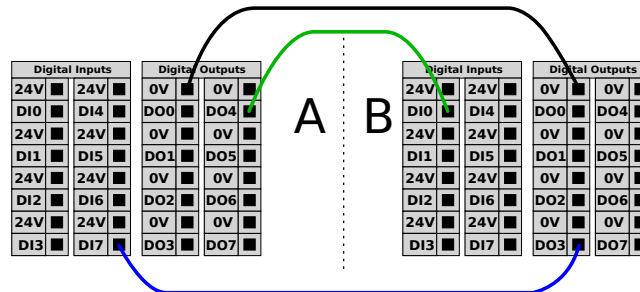 Digital Inputs Digital Outputs A B Digital Inputs Digital Outputs
24V 24V 0V 0V 24V 24V 0V 0V
DI0 DI4 DO0 DO4 DI0 DI4 DO0 DO4
24V 24V 0V 0V 24V 24V 0V 0V
DI1 DI5 DO1 DO5 DI1 DI5 DO1 DO5
24V 24V 0V 0V 24V 24V 0V 0V
DI2 DI6 DO2 DO6 DI2 DI6 DO2 DO6
24V 24V 0V 0V 24V 24V 0V 0V
DI3 DI7 DO3 DO7 DI3 DI7 DO3 DO7